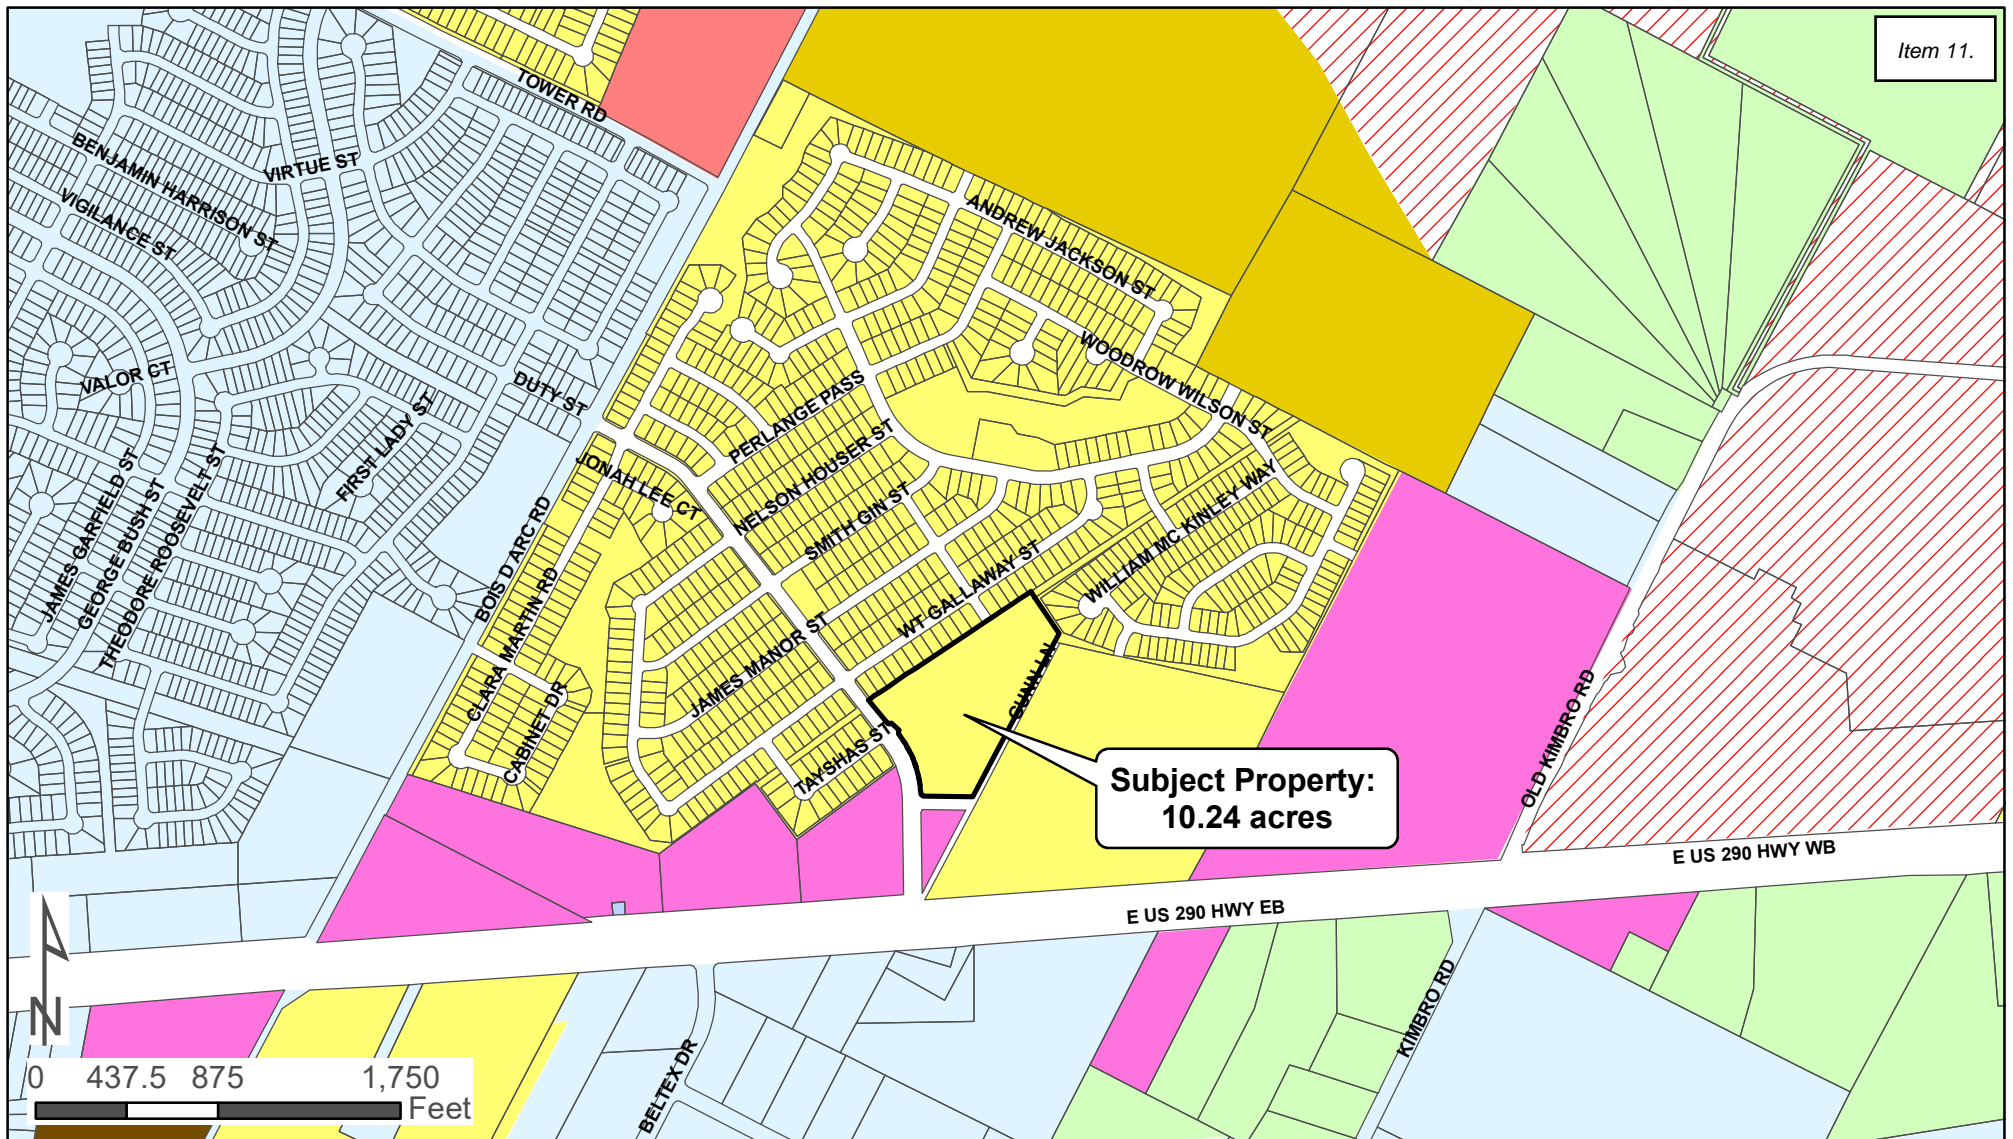 Item 11.
TOWER RD
BENJAMIN HARRISON ST
VIRTUE ST
VIGILANCE ST
ANDREW JACKSON ST
WOODROW WILSON ST
VALOR CT
DUTY ST
FIRST LADY ST
PERLANGE PASS
NELSON HOUSER ST
JONAH LEE CT
SMITH GIN ST
JAMES GARFIELD ST
GEORGE BUSH ST
THEODORE ROOSEVELT ST
BOIS D ARC RD
WILLIAM MC KINLEY WAY
WT GALLAWAY ST
CLARA MARTIN RD
JAMES MANOR ST
CABINET DR
TAYSHAS ST
GUNN LN
OLD KIMBRO RD
Subject Property:
10.24 acres
E US 290 HWY WB
E US 290 HWY EB
KIMBRO RD
BELTEX DR
N
0 437.5 875 1,750
Feet